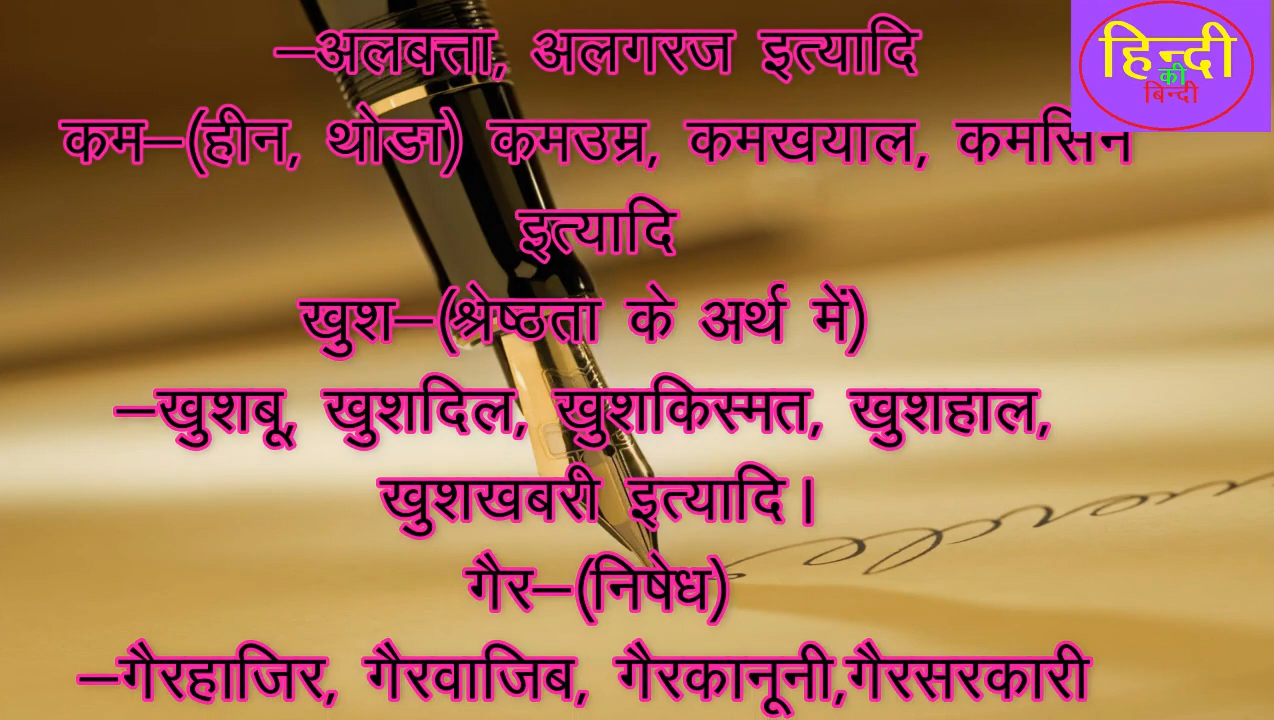 —अलबत्ता, अलगरज इत्यादि
हिन्दी
की
बिन्दी
कम—(हीन, थोङा) कमउम्र, कमखयाल, कमसिन
इत्यादि
खुश—(श्रेष्ठता के अर्थ में)
—खुशबू, खुशदिल, खुशकिस्मत, खुशहाल,
खुशखबरी इत्यादि।
गैर—(निषेध)
—गैरहाजिर, गैरवाजिब, गैरकानूनी,गैरसरकारी